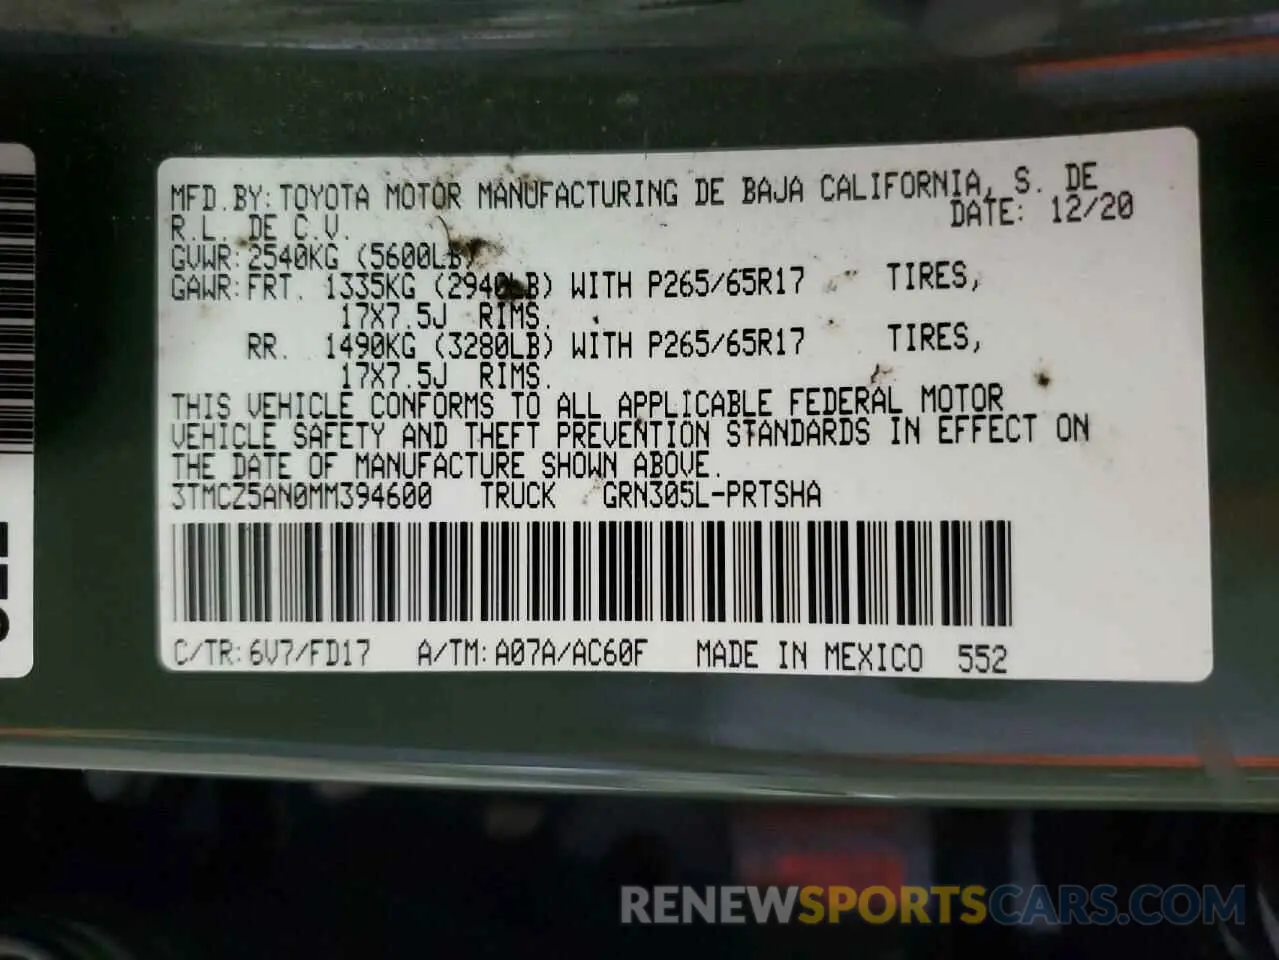 MFD.BY:TOYOTA MOTOR MANUFACTURING DE BAJA CALIFORNIA, S. DE
R.L. DE C.V. DATE: 12/20
GVWR:2540KG (5600LB)
GAWR:FRT. 1335KG (2940LB) WITH P265/65R17 TIRES,
17X7.5J RIMS.
RR. 1490KG (3280LB) WITH P265/65R17 TIRES,
17X7.5J RIMS.
THIS VEHICLE CONFORMS TO ALL APPLICABLE FEDERAL MOTOR
VEHICLE SAFETY AND THEFT PREVENTION STANDARDS IN EFFECT ON
THE DATE OF MANUFACTURE SHOWN ABOVE.
3TMCZ5AN0MM394600 TRUCK GRN305L-PRTSHA
C/TR:6V7/FD17 A/TM:A07A/AC60F MADE IN MEXICO 552
RENEWSPORTSCARS.COM